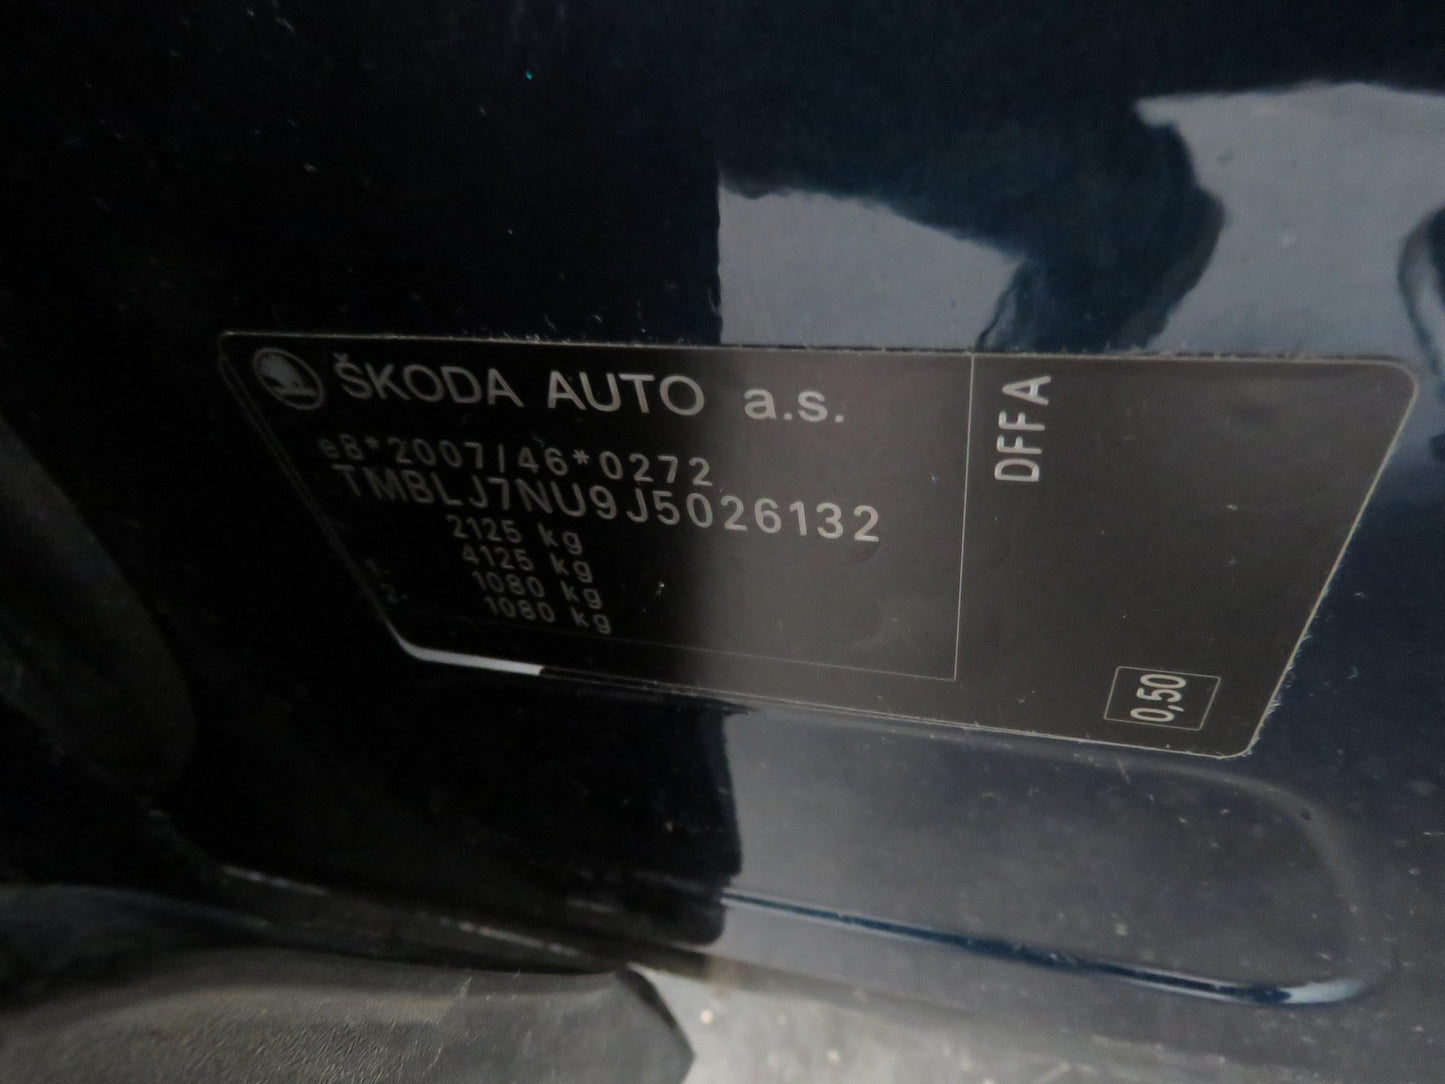 ŠKODA AUTO a.s.
e8*2007/46*0272
TMBLJ7NU9J5026132
2125 kg
4125 kg
1- 1080 kg
2- 1080 kg
DFFA
0,50